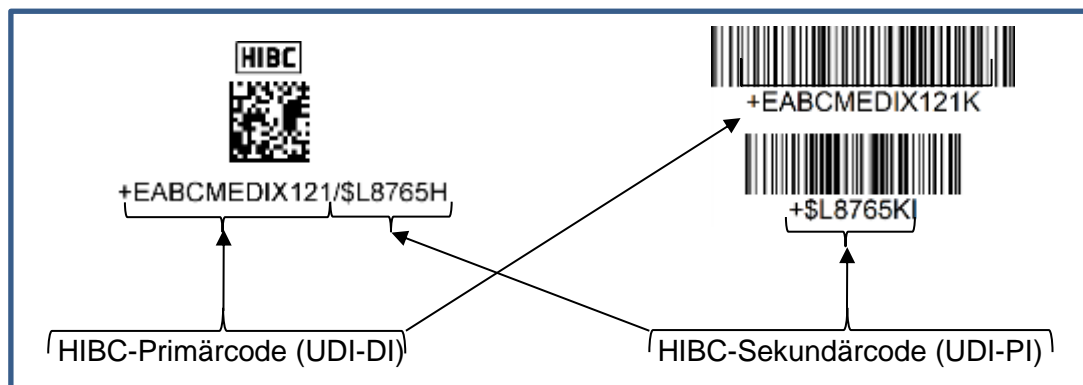 HIBC
+EABCMEDIX121/$L8765H
+EABCMEDIX121K
+$L8765KI
HIBC-Primärcode (UDI-DI)
HIBC-Sekundärcode (UDI-PI)